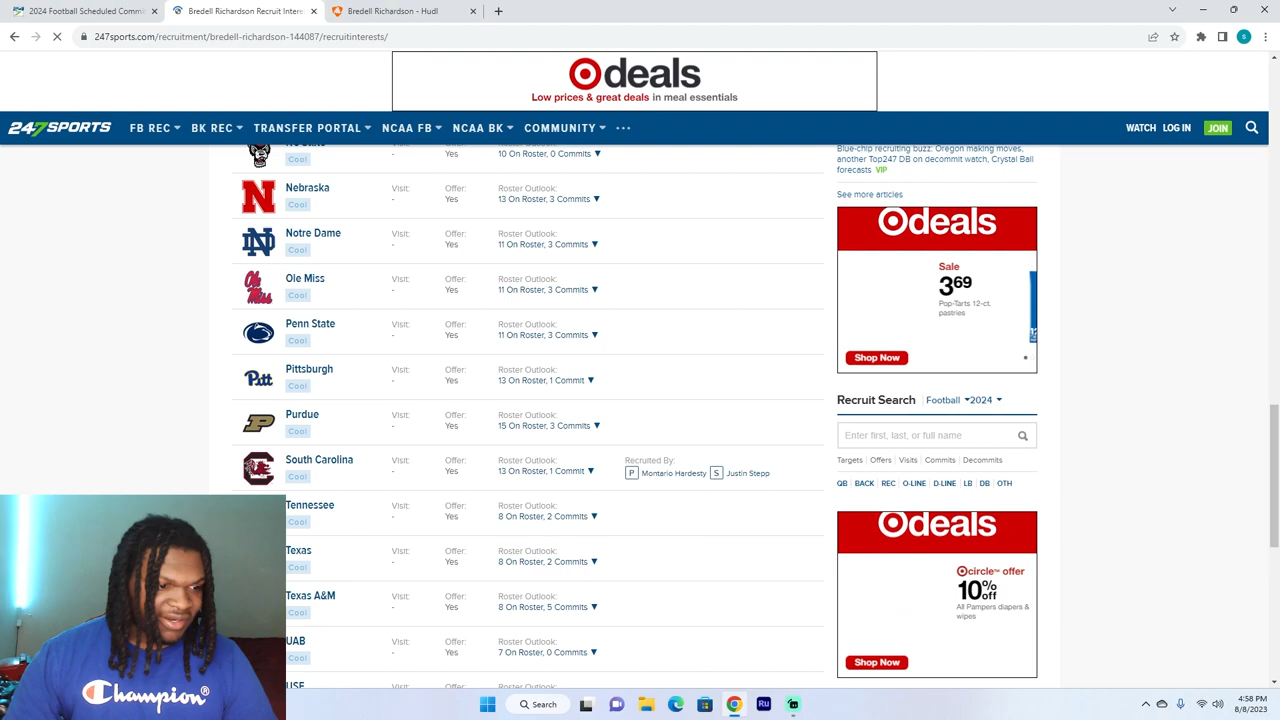 2024 Football Scheduled Comm
Bredell Richardson Recruit Inter
Bredell Richardson - Hudl
247sports.com/recruitment/bredell-richardson-144087/recruitinterests/
deals
Low prices & great deals in meal essentials
247SPORTS FB REC BK REC TRANSFER PORTAL NCAA FB NCAA BK COMMUNITY WATCH LOG IN JOIN
Cool - Yes 10 On Roster, 0 Commits
Nebraska Visit: Offer: Roster Outlook:
Cool - Yes 13 On Roster, 3 Commits
Notre Dame Visit: Offer: Roster Outlook:
Cool - Yes 11 On Roster, 3 Commits
Ole Miss Visit: Offer: Roster Outlook:
Cool - Yes 11 On Roster, 3 Commits
Penn State Visit: Offer: Roster Outlook:
Cool - Yes 11 On Roster, 3 Commits
Pitt
Pittsburgh Visit: Offer: Roster Outlook:
Cool - Yes 13 On Roster, 1 Commit
Purdue Visit: Offer: Roster Outlook:
Cool - Yes 15 On Roster, 3 Commits
South Carolina Visit: Offer: Roster Outlook: Recruited By:
Cool - Yes 13 On Roster, 1 Commit P Montario Hardesty S Justin Stepp
Tennessee Visit: Offer: Roster Outlook:
Cool - Yes 8 On Roster, 2 Commits
Texas Visit: Offer: Roster Outlook:
Cool - Yes 8 On Roster, 2 Commits
Texas A&M Visit: Offer: Roster Outlook:
Cool - Yes 8 On Roster, 5 Commits
UAB Visit: Offer: Roster Outlook:
Cool - Yes 7 On Roster, 0 Commits
Visit: Offer: Roster Outlook:
Blue-chip recruiting buzz: Oregon making moves,
another Top247 DB on decommit watch, Crystal Ball
forecasts VIP
See more articles
deals
Sale
3 69
Pop-Tarts 12-ct.
pastries
Shop Now
Recruit Search Football 2024
Enter first, last, or full name
Targets Offers Visits Commits Decommits
QB BACK REC O-LINE D-LINE LB DB OTH
deals
circle™ offer
10% off
All Pampers diapers &
wipes
Shop Now
Champion
Search
Ru
4:58 PM
8/8/2023